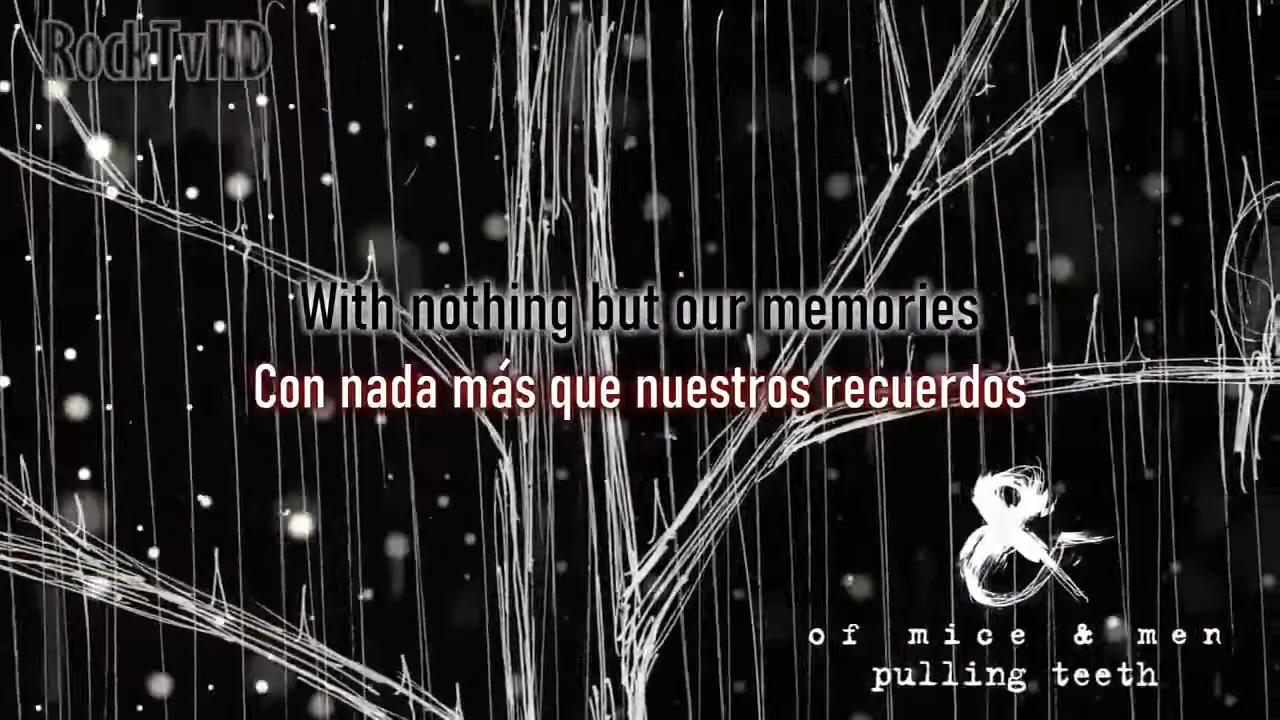 RockTvHD
With nothing but our memories
Con nada más que nuestros recuerdos
&
of mice & men
pulling teeth